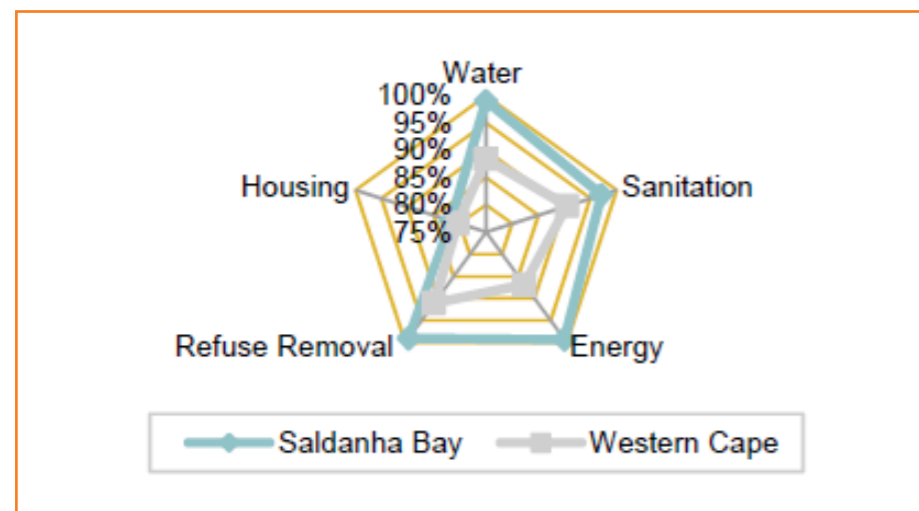 Water
100%
95%
90%
85%
80%
75%
Housing
Sanitation
Refuse Removal
Energy
Saldanha Bay
Western Cape